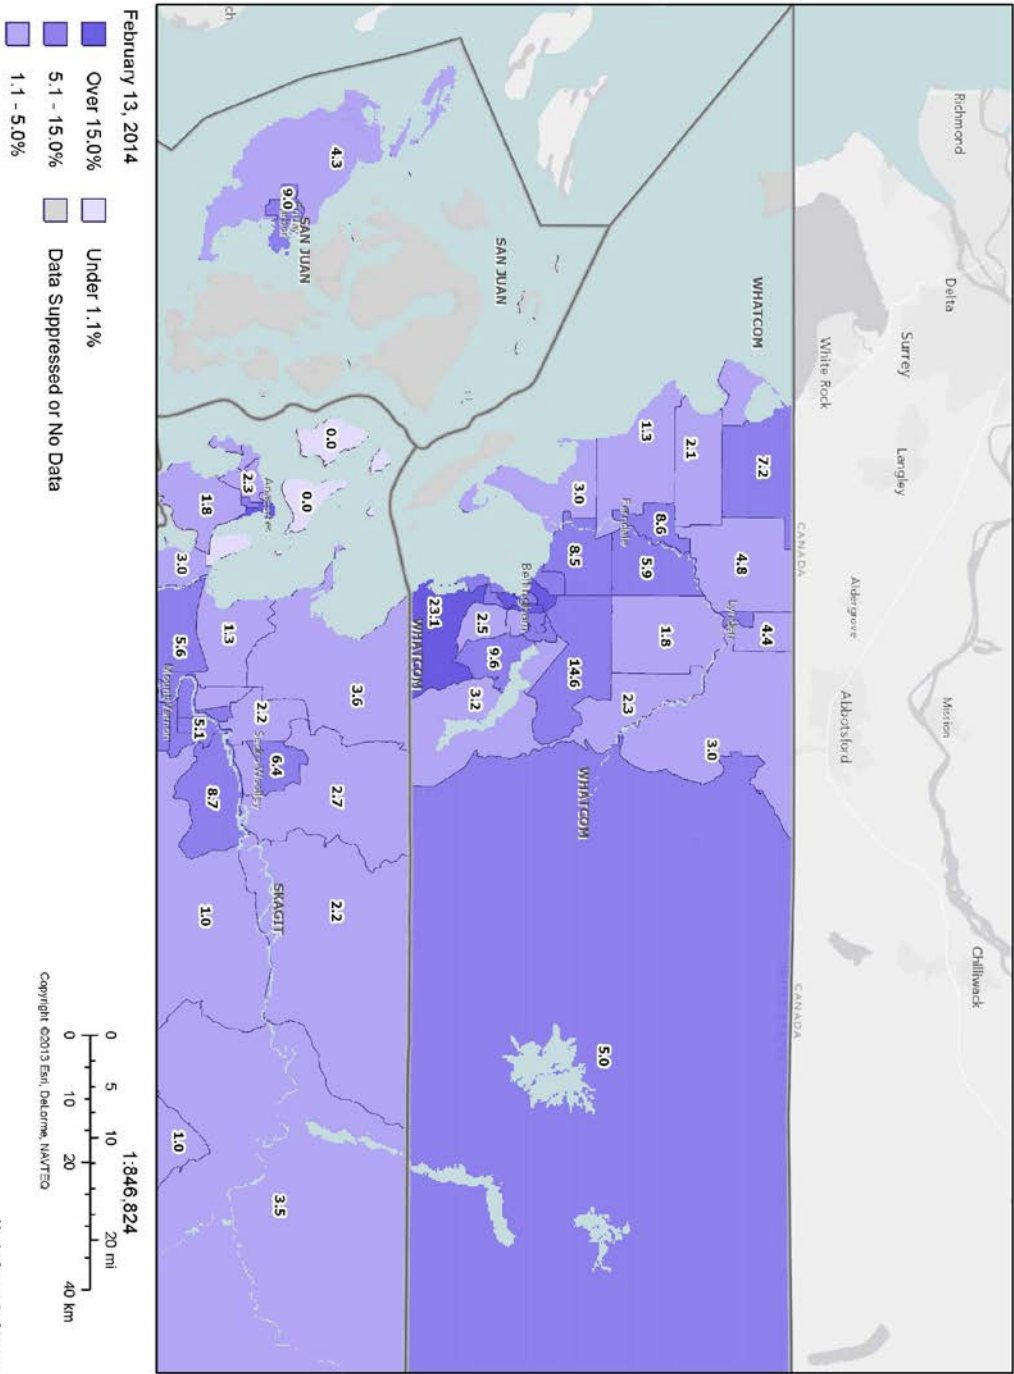 Richmond
Delta
Surrey
White Rock
Langley
Aldergrove
Abbotsford
Mission
Chilliwack
CANADA
CANADA
WHATCOM
7.2
4.8
4.4
2.1
Lynden
3.0
1.3
8.6
5.9
1.8
2.3
Ferndale
3.0
8.5
14.6
WHATCOM
5.0
Bellingham
2.5
9.6
23.1
3.2
WHATCOM
SAN JUAN
4.3
9.0
SAN JUAN
0.0
0.0
3.6
2.7
2.2
Anacortes
2.3
1.8
3.0
1.3
2.2
6.4
Sedro-Woolley
5.6
5.1
8.7
Mount Vernon
SKAGIT
1.0
1.0
3.5
February 13, 2014
Over 15.0%
5.1 - 15.0%
1.1 - 5.0%
Under 1.1%
Data Suppressed or No Data
1:846,824
0 5 10 20 mi
0 10 20 40 km
Copyright ©2013 Esri, DeLorme, NAVTEQ